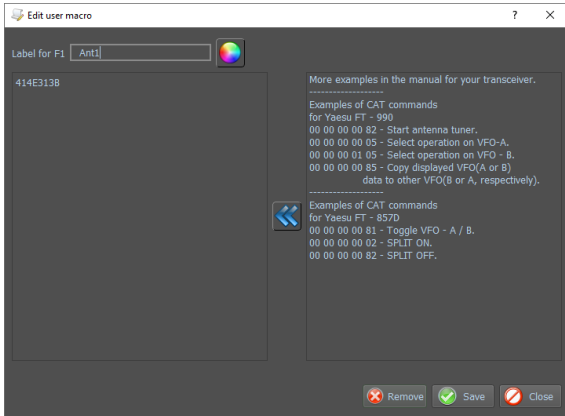 Edit user macro
?
Label for F1
Ant1
414E313B
More examples in the manual for your transceiver.
-------------------
Examples of CAT commands
for Yaesu FT - 990
00 00 00 00 82 - Start antenna tuner.
00 00 00 00 05 - Select operation on VFO-A.
00 00 00 01 05 - Select operation on VFO - B.
00 00 00 00 85 - Copy displayed VFO(A or B)
data to other VFO(B or A, respectively).
-------------------
Examples of CAT commands
for Yaesu FT - 857D
00 00 00 00 81 - Toggle VFO - A / B.
00 00 00 00 02 - SPLIT ON.
00 00 00 00 82 - SPLIT OFF.
Remove
Save
Close